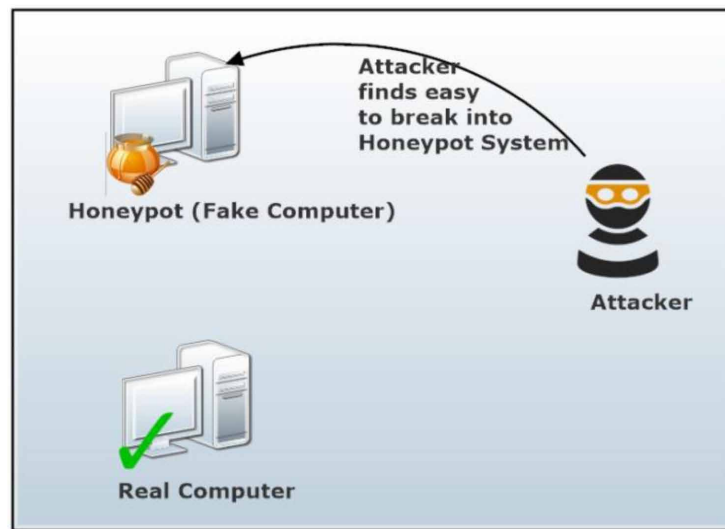 Attacker
finds easy
to break into
Honeypot System
Honeypot (Fake Computer)
Attacker
Real Computer